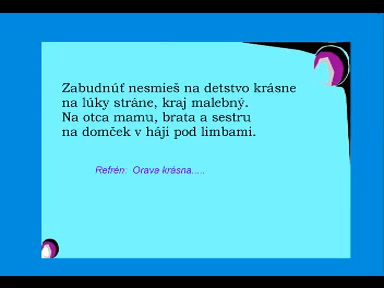 Zabudnúť nesmieš na detstvo krásne
na lúky stráne, kraj malebný.
Na otca mamu, brata a sestru
na domček v háji pod limbami.
Refrén: Orava krásna.....